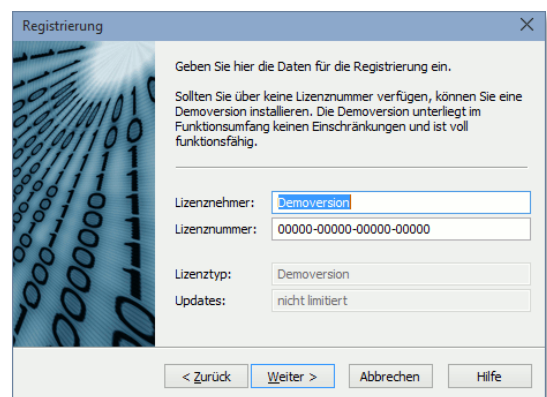 Registrierung
Geben Sie hier die Daten für die Registrierung ein.
Sollten Sie über keine Lizenznummer verfügen, können Sie eine
Demoversion installieren. Die Demoversion unterliegt im
Funktionsumfang keinen Einschränkungen und ist voll
funktionsfähig.
Lizenznehmer: Demoversion
Lizenznummer: 00000-00000-00000-00000
Lizenztyp: Demoversion
Updates: nicht limitiert
< Zurück Weiter > Abbrechen Hilfe